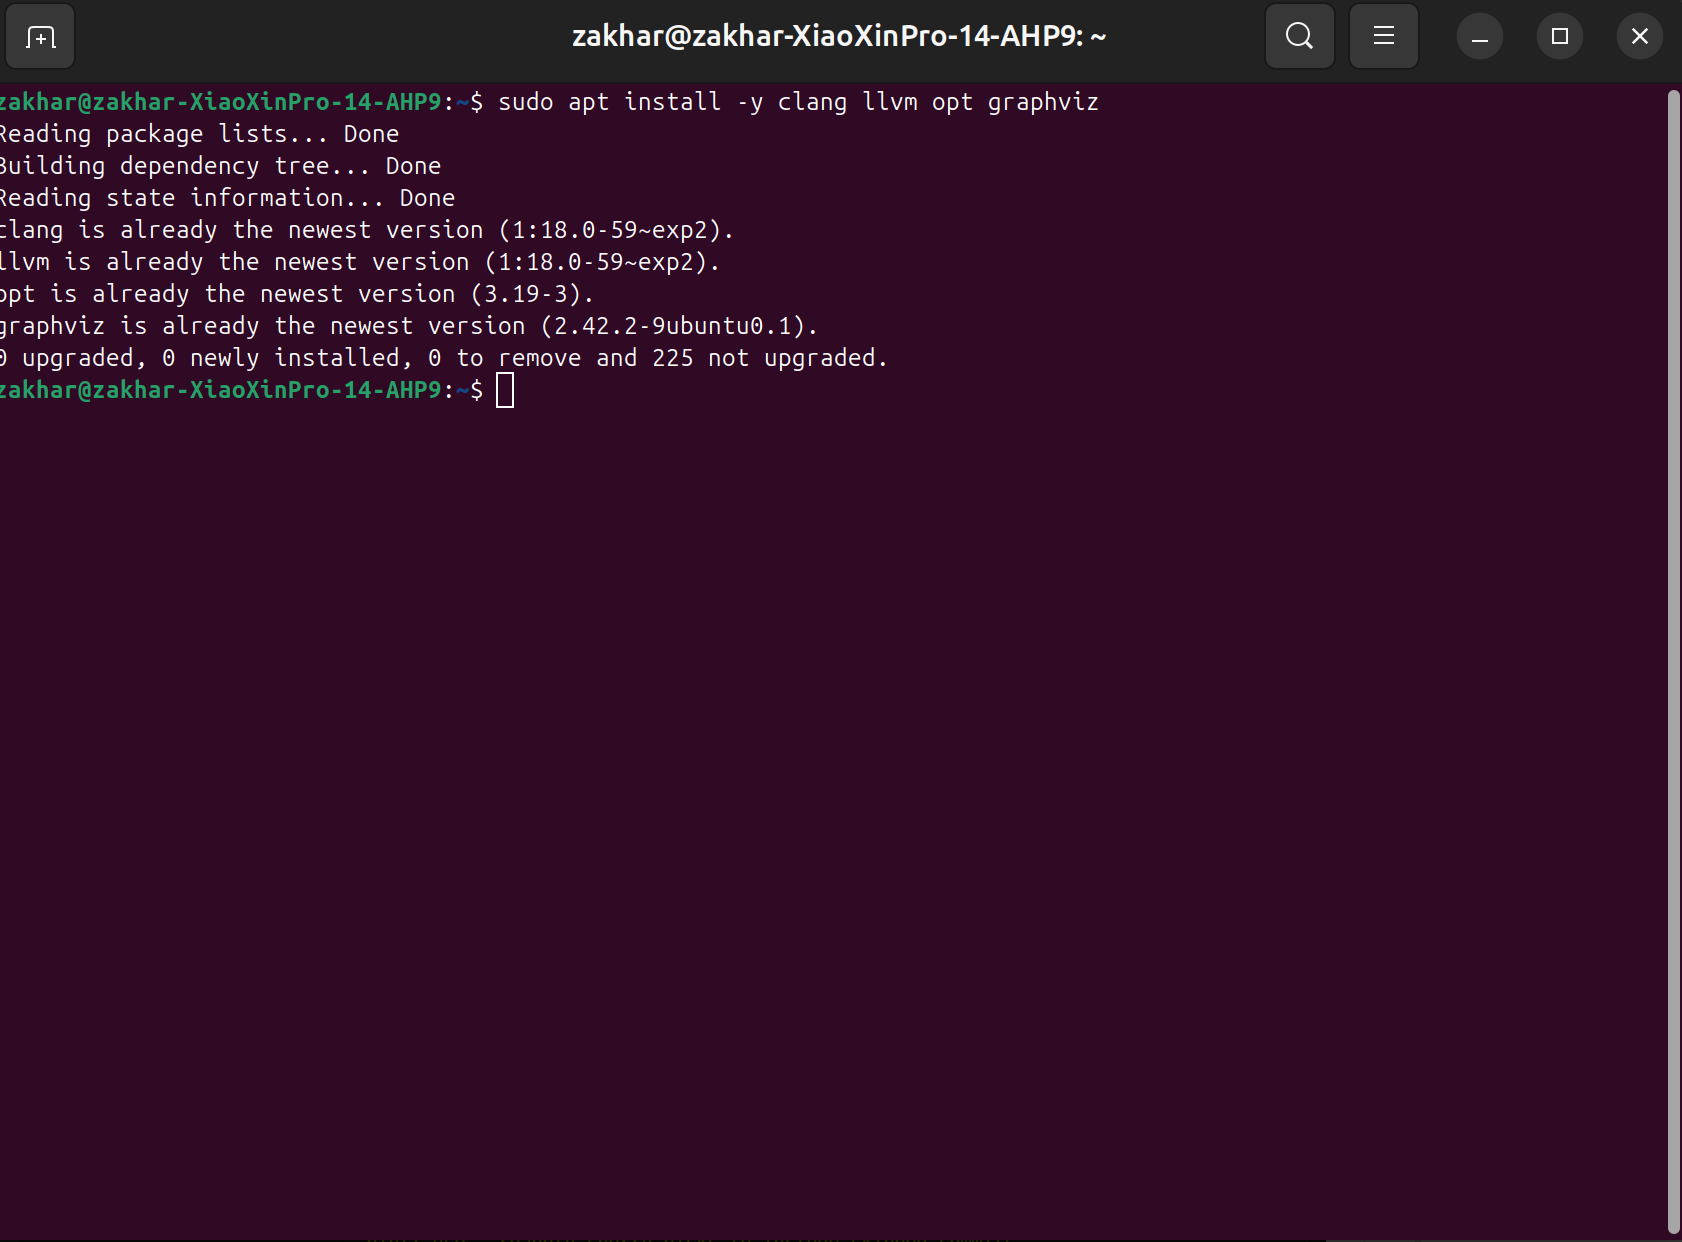 zakhar@zakhar-XiaoXinPro-14-AHP9: ~
zakhar@zakhar-XiaoXinPro-14-AHP9:~$ sudo apt install -y clang llvm opt graphviz
Reading package lists... Done
Building dependency tree... Done
Reading state information... Done
clang is already the newest version (1:18.0-59~exp2).
llvm is already the newest version (1:18.0-59~exp2).
opt is already the newest version (3.19-3).
graphviz is already the newest version (2.42.2-9ubuntu0.1).
0 upgraded, 0 newly installed, 0 to remove and 225 not upgraded.
zakhar@zakhar-XiaoXinPro-14-AHP9:~$